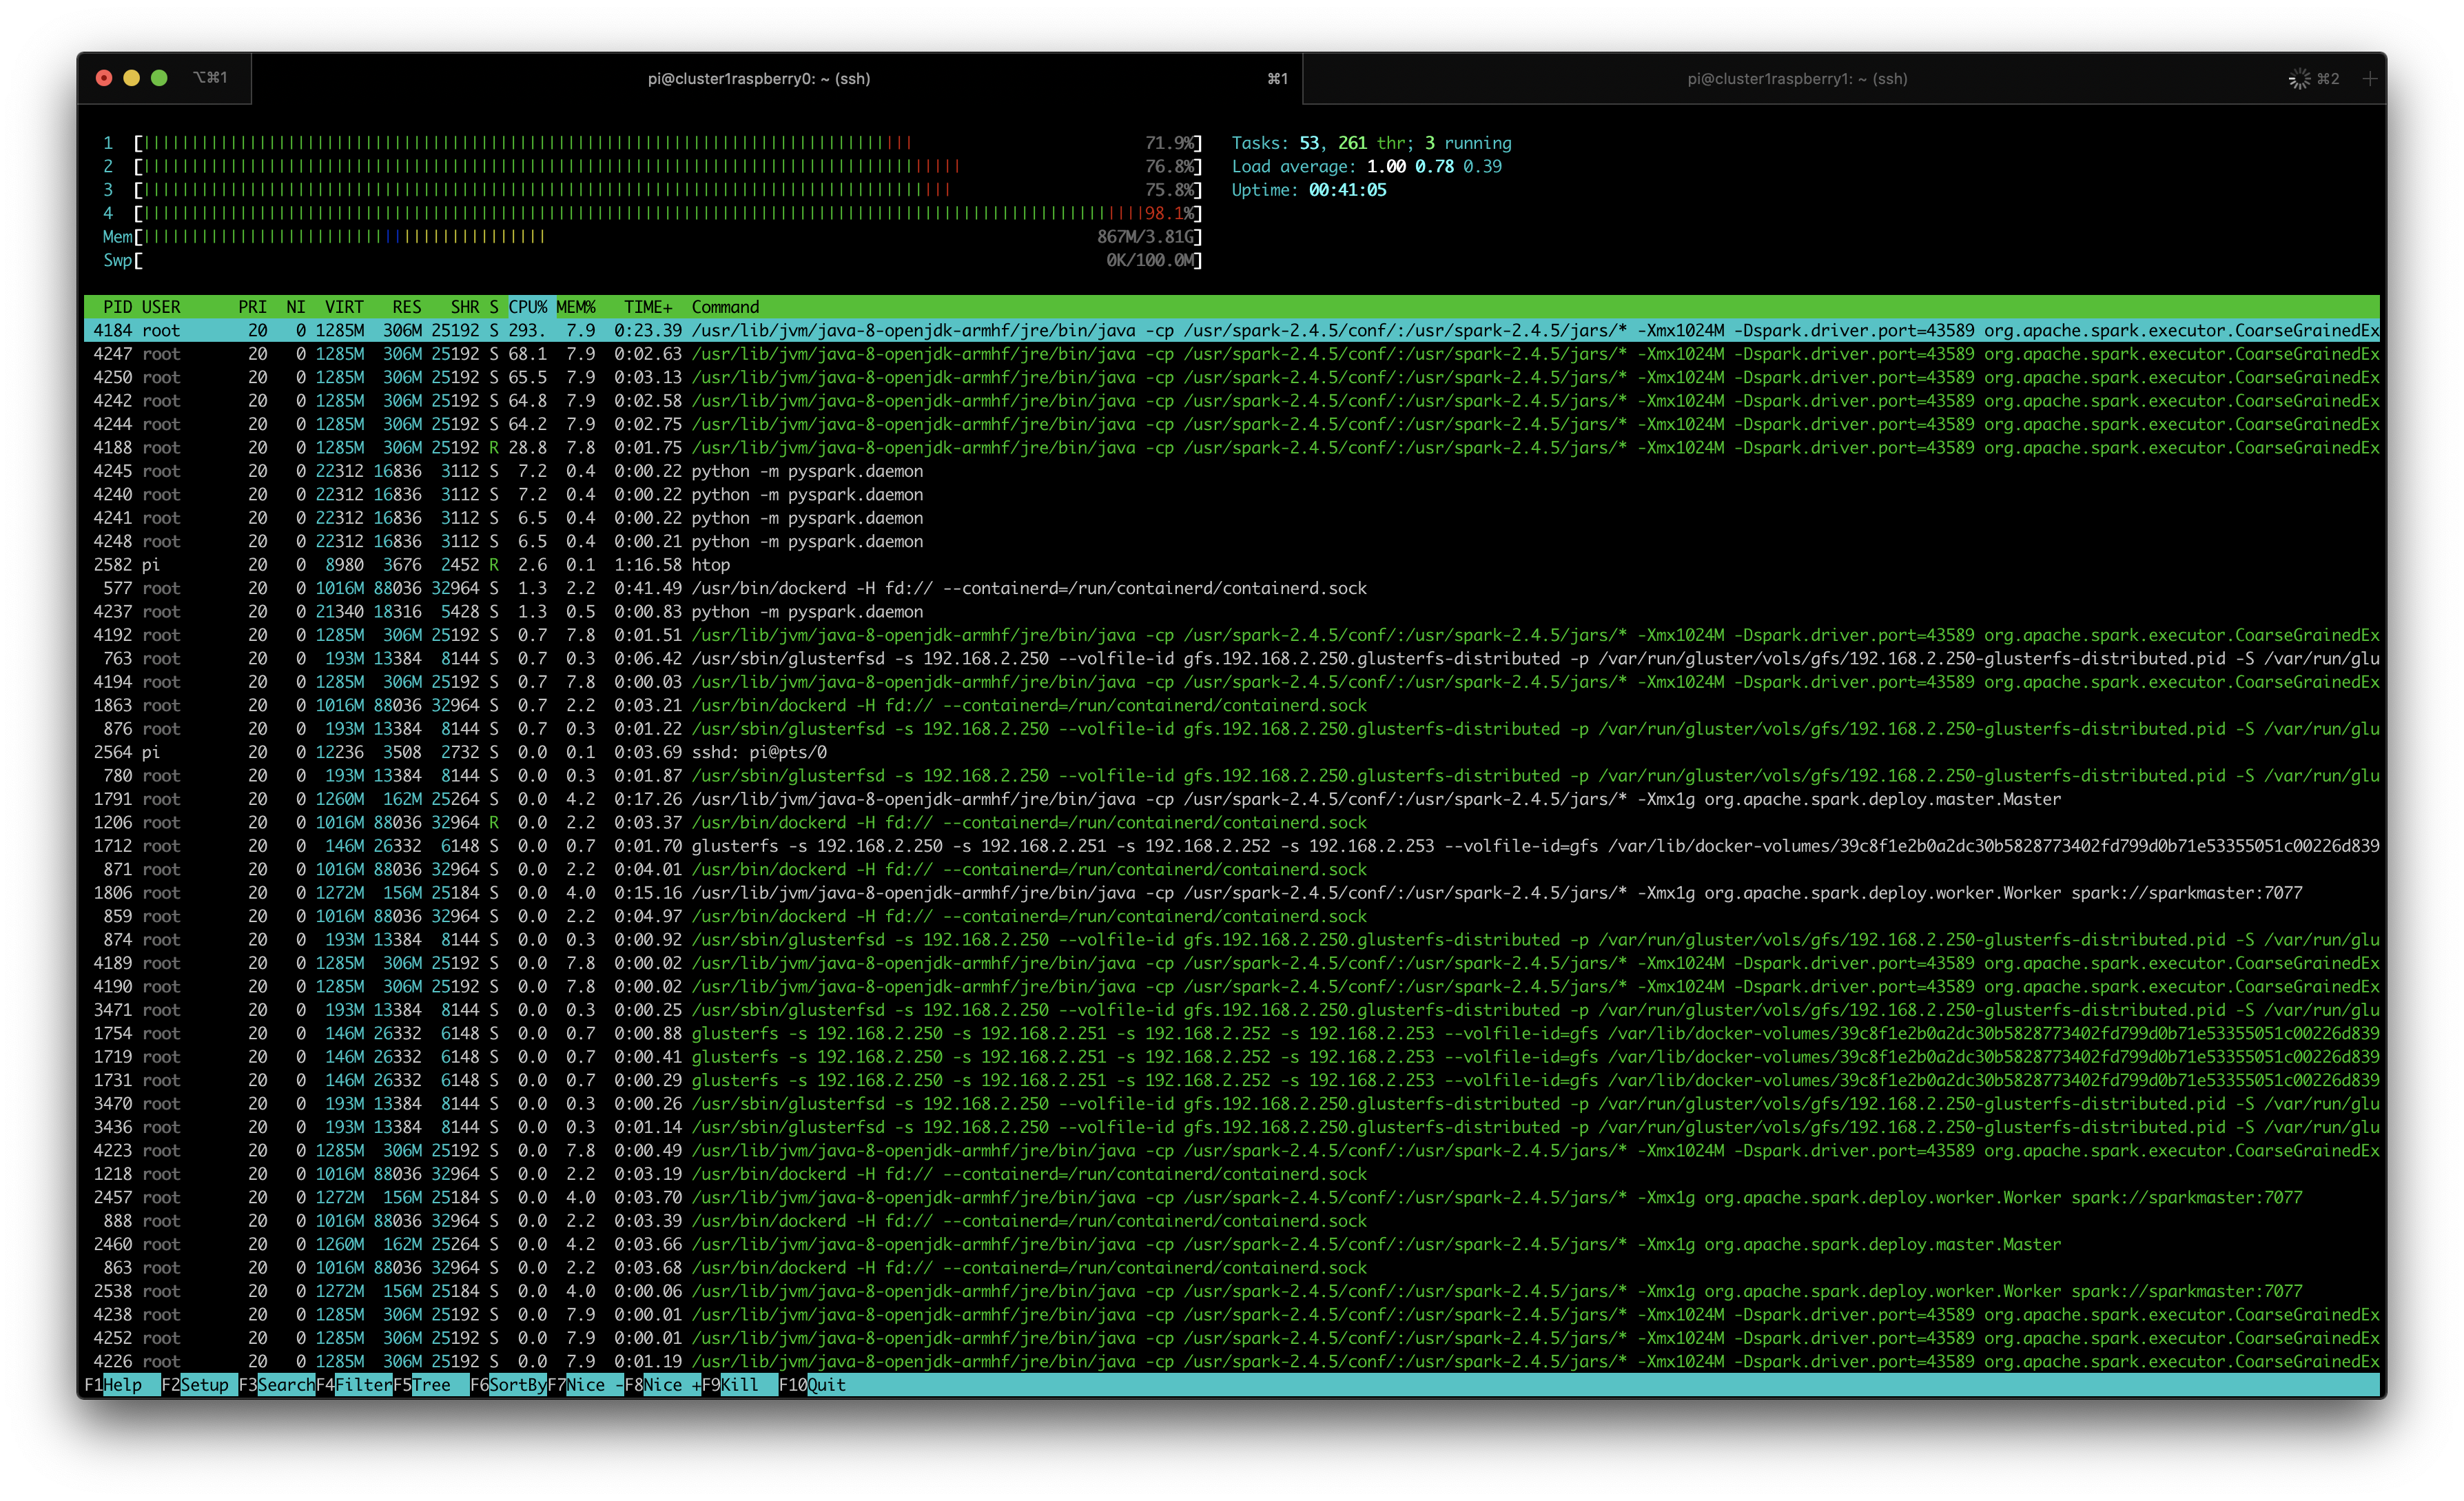 ⌥⌘1 pi@cluster1raspberry0: ~ (ssh) ⌘1 pi@cluster1raspberry1: ~ (ssh) ⌘2 +
1 [ 71.9%] Tasks: 53, 261 thr; 3 running
2 [ 76.8%] Load average: 1.00 0.78 0.39
3 [ 75.8%] Uptime: 00:41:05
4 [ 98.1%]
Mem[ 867M/3.81G]
Swp[ 0K/100.0M]
PID USER PRI NI VIRT RES SHR S CPU% MEM% TIME+ Command
4184 root 20 0 1285M 306M 25192 S 293. 7.9 0:23.39 /usr/lib/jvm/java-8-openjdk-armhf/jre/bin/java -cp /usr/spark-2.4.5/conf/:/usr/spark-2.4.5/jars/* -Xmx1024M -Dspark.driver.port=43589 org.apache.spark.executor.CoarseGrainedEx
4247 root 20 0 1285M 306M 25192 S 68.1 7.9 0:02.63 /usr/lib/jvm/java-8-openjdk-armhf/jre/bin/java -cp /usr/spark-2.4.5/conf/:/usr/spark-2.4.5/jars/* -Xmx1024M -Dspark.driver.port=43589 org.apache.spark.executor.CoarseGrainedEx
4250 root 20 0 1285M 306M 25192 S 65.5 7.9 0:03.13 /usr/lib/jvm/java-8-openjdk-armhf/jre/bin/java -cp /usr/spark-2.4.5/conf/:/usr/spark-2.4.5/jars/* -Xmx1024M -Dspark.driver.port=43589 org.apache.spark.executor.CoarseGrainedEx
4242 root 20 0 1285M 306M 25192 S 64.8 7.9 0:02.58 /usr/lib/jvm/java-8-openjdk-armhf/jre/bin/java -cp /usr/spark-2.4.5/conf/:/usr/spark-2.4.5/jars/* -Xmx1024M -Dspark.driver.port=43589 org.apache.spark.executor.CoarseGrainedEx
4244 root 20 0 1285M 306M 25192 S 64.2 7.9 0:02.75 /usr/lib/jvm/java-8-openjdk-armhf/jre/bin/java -cp /usr/spark-2.4.5/conf/:/usr/spark-2.4.5/jars/* -Xmx1024M -Dspark.driver.port=43589 org.apache.spark.executor.CoarseGrainedEx
4188 root 20 0 1285M 306M 25192 R 28.8 7.8 0:01.75 /usr/lib/jvm/java-8-openjdk-armhf/jre/bin/java -cp /usr/spark-2.4.5/conf/:/usr/spark-2.4.5/jars/* -Xmx1024M -Dspark.driver.port=43589 org.apache.spark.executor.CoarseGrainedEx
4245 root 20 0 22312 16836 3112 S 7.2 0.4 0:00.22 python -m pyspark.daemon
4240 root 20 0 22312 16836 3112 S 7.2 0.4 0:00.22 python -m pyspark.daemon
4241 root 20 0 22312 16836 3112 S 6.5 0.4 0:00.22 python -m pyspark.daemon
4248 root 20 0 22312 16836 3112 S 6.5 0.4 0:00.21 python -m pyspark.daemon
2582 pi 20 0 8980 3676 2452 R 2.6 0.1 1:16.58 htop
577 root 20 0 1016M 88036 32964 S 1.3 2.2 0:41.49 /usr/bin/dockerd -H fd:// --containerd=/run/containerd/containerd.sock
4237 root 20 0 21340 18316 5428 S 1.3 0.5 0:00.83 python -m pyspark.daemon
4192 root 20 0 1285M 306M 25192 S 0.7 7.8 0:01.51 /usr/lib/jvm/java-8-openjdk-armhf/jre/bin/java -cp /usr/spark-2.4.5/conf/:/usr/spark-2.4.5/jars/* -Xmx1024M -Dspark.driver.port=43589 org.apache.spark.executor.CoarseGrainedEx
763 root 20 0 193M 13384 8144 S 0.7 0.3 0:06.42 /usr/sbin/glusterfsd -s 192.168.2.250 --volfile-id gfs.192.168.2.250.glusterfs-distributed -p /var/run/gluster/vols/gfs/192.168.2.250-glusterfs-distributed.pid -S /var/run/glu
4194 root 20 0 1285M 306M 25192 S 0.7 7.8 0:00.03 /usr/lib/jvm/java-8-openjdk-armhf/jre/bin/java -cp /usr/spark-2.4.5/conf/:/usr/spark-2.4.5/jars/* -Xmx1024M -Dspark.driver.port=43589 org.apache.spark.executor.CoarseGrainedEx
1863 root 20 0 1016M 88036 32964 S 0.7 2.2 0:03.21 /usr/bin/dockerd -H fd:// --containerd=/run/containerd/containerd.sock
876 root 20 0 193M 13384 8144 S 0.7 0.3 0:01.22 /usr/sbin/glusterfsd -s 192.168.2.250 --volfile-id gfs.192.168.2.250.glusterfs-distributed -p /var/run/gluster/vols/gfs/192.168.2.250-glusterfs-distributed.pid -S /var/run/glu
2564 pi 20 0 12236 3508 2732 S 0.0 0.1 0:03.69 sshd: pi@pts/0
780 root 20 0 193M 13384 8144 S 0.0 0.3 0:01.87 /usr/sbin/glusterfsd -s 192.168.2.250 --volfile-id gfs.192.168.2.250.glusterfs-distributed -p /var/run/gluster/vols/gfs/192.168.2.250-glusterfs-distributed.pid -S /var/run/glu
1791 root 20 0 1260M 162M 25264 S 0.0 4.2 0:17.26 /usr/lib/jvm/java-8-openjdk-armhf/jre/bin/java -cp /usr/spark-2.4.5/conf/:/usr/spark-2.4.5/jars/* -Xmx1g org.apache.spark.deploy.master.Master
1206 root 20 0 1016M 88036 32964 R 0.0 2.2 0:03.37 /usr/bin/dockerd -H fd:// --containerd=/run/containerd/containerd.sock
1712 root 20 0 146M 26332 6148 S 0.0 0.7 0:01.70 glusterfs -s 192.168.2.250 -s 192.168.2.251 -s 192.168.2.252 -s 192.168.2.253 --volfile-id=gfs /var/lib/docker-volumes/39c8f1e2b0a2dc30b5828773402fd799d0b71e53355051c00226d839
871 root 20 0 1016M 88036 32964 S 0.0 2.2 0:04.01 /usr/bin/dockerd -H fd:// --containerd=/run/containerd/containerd.sock
1806 root 20 0 1272M 156M 25184 S 0.0 4.0 0:15.16 /usr/lib/jvm/java-8-openjdk-armhf/jre/bin/java -cp /usr/spark-2.4.5/conf/:/usr/spark-2.4.5/jars/* -Xmx1g org.apache.spark.deploy.worker.Worker spark://sparkmaster:7077
859 root 20 0 1016M 88036 32964 S 0.0 2.2 0:04.97 /usr/bin/dockerd -H fd:// --containerd=/run/containerd/containerd.sock
874 root 20 0 193M 13384 8144 S 0.0 0.3 0:00.92 /usr/sbin/glusterfsd -s 192.168.2.250 --volfile-id gfs.192.168.2.250.glusterfs-distributed -p /var/run/gluster/vols/gfs/192.168.2.250-glusterfs-distributed.pid -S /var/run/glu
4189 root 20 0 1285M 306M 25192 S 0.0 7.8 0:00.02 /usr/lib/jvm/java-8-openjdk-armhf/jre/bin/java -cp /usr/spark-2.4.5/conf/:/usr/spark-2.4.5/jars/* -Xmx1024M -Dspark.driver.port=43589 org.apache.spark.executor.CoarseGrainedEx
4190 root 20 0 1285M 306M 25192 S 0.0 7.8 0:00.02 /usr/lib/jvm/java-8-openjdk-armhf/jre/bin/java -cp /usr/spark-2.4.5/conf/:/usr/spark-2.4.5/jars/* -Xmx1024M -Dspark.driver.port=43589 org.apache.spark.executor.CoarseGrainedEx
3471 root 20 0 193M 13384 8144 S 0.0 0.3 0:00.25 /usr/sbin/glusterfsd -s 192.168.2.250 --volfile-id gfs.192.168.2.250.glusterfs-distributed -p /var/run/gluster/vols/gfs/192.168.2.250-glusterfs-distributed.pid -S /var/run/glu
1754 root 20 0 146M 26332 6148 S 0.0 0.7 0:00.88 glusterfs -s 192.168.2.250 -s 192.168.2.251 -s 192.168.2.252 -s 192.168.2.253 --volfile-id=gfs /var/lib/docker-volumes/39c8f1e2b0a2dc30b5828773402fd799d0b71e53355051c00226d839
1719 root 20 0 146M 26332 6148 S 0.0 0.7 0:00.41 glusterfs -s 192.168.2.250 -s 192.168.2.251 -s 192.168.2.252 -s 192.168.2.253 --volfile-id=gfs /var/lib/docker-volumes/39c8f1e2b0a2dc30b5828773402fd799d0b71e53355051c00226d839
1731 root 20 0 146M 26332 6148 S 0.0 0.7 0:00.29 glusterfs -s 192.168.2.250 -s 192.168.2.251 -s 192.168.2.252 -s 192.168.2.253 --volfile-id=gfs /var/lib/docker-volumes/39c8f1e2b0a2dc30b5828773402fd799d0b71e53355051c00226d839
3470 root 20 0 193M 13384 8144 S 0.0 0.3 0:00.26 /usr/sbin/glusterfsd -s 192.168.2.250 --volfile-id gfs.192.168.2.250.glusterfs-distributed -p /var/run/gluster/vols/gfs/192.168.2.250-glusterfs-distributed.pid -S /var/run/glu
3436 root 20 0 193M 13384 8144 S 0.0 0.3 0:01.14 /usr/sbin/glusterfsd -s 192.168.2.250 --volfile-id gfs.192.168.2.250.glusterfs-distributed -p /var/run/gluster/vols/gfs/192.168.2.250-glusterfs-distributed.pid -S /var/run/glu
4223 root 20 0 1285M 306M 25192 S 0.0 7.8 0:00.49 /usr/lib/jvm/java-8-openjdk-armhf/jre/bin/java -cp /usr/spark-2.4.5/conf/:/usr/spark-2.4.5/jars/* -Xmx1024M -Dspark.driver.port=43589 org.apache.spark.executor.CoarseGrainedEx
1218 root 20 0 1016M 88036 32964 S 0.0 2.2 0:03.19 /usr/bin/dockerd -H fd:// --containerd=/run/containerd/containerd.sock
2457 root 20 0 1272M 156M 25184 S 0.0 4.0 0:03.70 /usr/lib/jvm/java-8-openjdk-armhf/jre/bin/java -cp /usr/spark-2.4.5/conf/:/usr/spark-2.4.5/jars/* -Xmx1g org.apache.spark.deploy.worker.Worker spark://sparkmaster:7077
888 root 20 0 1016M 88036 32964 S 0.0 2.2 0:03.39 /usr/bin/dockerd -H fd:// --containerd=/run/containerd/containerd.sock
2460 root 20 0 1260M 162M 25264 S 0.0 4.2 0:03.66 /usr/lib/jvm/java-8-openjdk-armhf/jre/bin/java -cp /usr/spark-2.4.5/conf/:/usr/spark-2.4.5/jars/* -Xmx1g org.apache.spark.deploy.master.Master
863 root 20 0 1016M 88036 32964 S 0.0 2.2 0:03.68 /usr/bin/dockerd -H fd:// --containerd=/run/containerd/containerd.sock
2538 root 20 0 1272M 156M 25184 S 0.0 4.0 0:00.06 /usr/lib/jvm/java-8-openjdk-armhf/jre/bin/java -cp /usr/spark-2.4.5/conf/:/usr/spark-2.4.5/jars/* -Xmx1g org.apache.spark.deploy.worker.Worker spark://sparkmaster:7077
4238 root 20 0 1285M 306M 25192 S 0.0 7.9 0:00.01 /usr/lib/jvm/java-8-openjdk-armhf/jre/bin/java -cp /usr/spark-2.4.5/conf/:/usr/spark-2.4.5/jars/* -Xmx1024M -Dspark.driver.port=43589 org.apache.spark.executor.CoarseGrainedEx
4252 root 20 0 1285M 306M 25192 S 0.0 7.9 0:00.01 /usr/lib/jvm/java-8-openjdk-armhf/jre/bin/java -cp /usr/spark-2.4.5/conf/:/usr/spark-2.4.5/jars/* -Xmx1024M -Dspark.driver.port=43589 org.apache.spark.executor.CoarseGrainedEx
4226 root 20 0 1285M 306M 25192 S 0.0 7.9 0:01.19 /usr/lib/jvm/java-8-openjdk-armhf/jre/bin/java -cp /usr/spark-2.4.5/conf/:/usr/spark-2.4.5/jars/* -Xmx1024M -Dspark.driver.port=43589 org.apache.spark.executor.CoarseGrainedEx
F1Help F2Setup F3SearchF4FilterF5Tree F6SortByF7Nice -F8Nice +F9Kill F10Quit